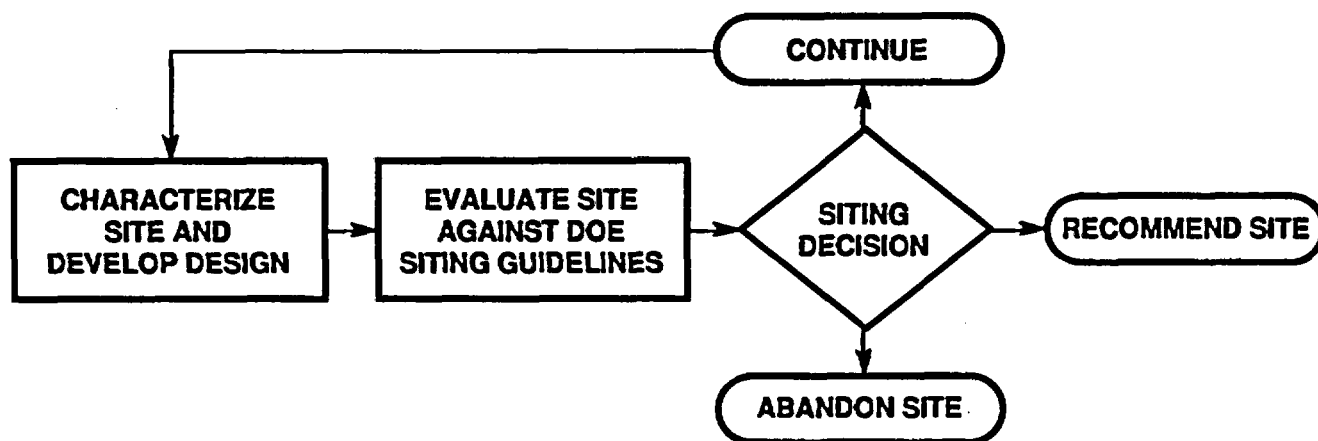 CONTINUE
CHARACTERIZE
SITE AND
DEVELOP DESIGN
EVALUATE SITE
AGAINST DOE
SITING GUIDELINES
SITING
DECISION
RECOMMEND SITE
ABANDON SITE